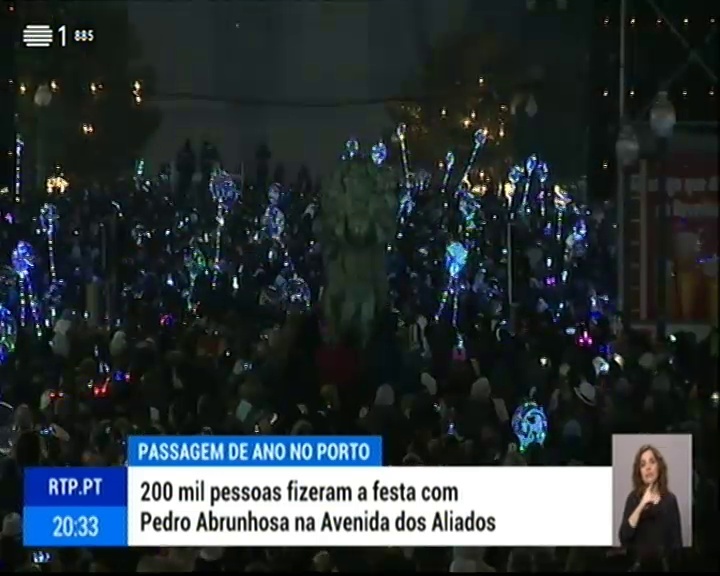 1 885
PASSAGEM DE ANO NO PORTO
RTP.PT
200 mil pessoas fizeram a festa com
20:33
Pedro Abrunhosa na Avenida dos Aliados